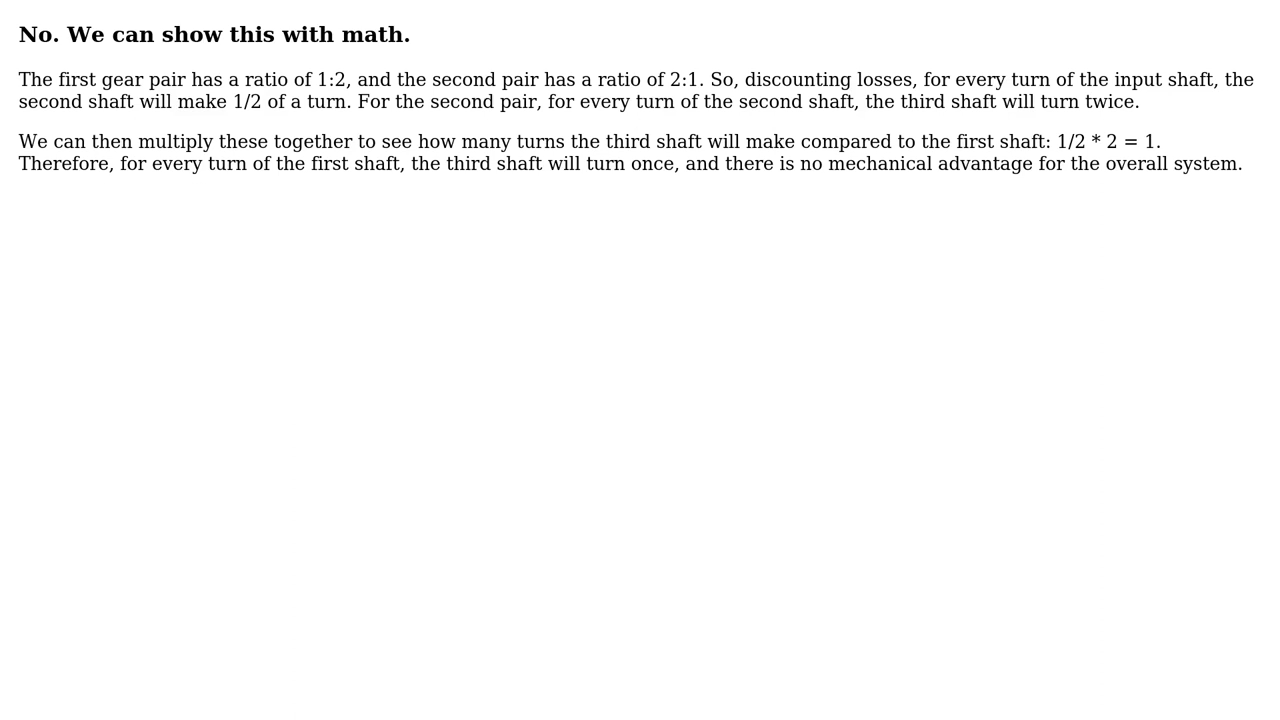 No. We can show this with math.
The first gear pair has a ratio of 1:2, and the second pair has a ratio of 2:1. So, discounting losses, for every turn of the input shaft, the
second shaft will make 1/2 of a turn. For the second pair, for every turn of the second shaft, the third shaft will turn twice.
We can then multiply these together to see how many turns the third shaft will make compared to the first shaft: 1/2 * 2 = 1.
Therefore, for every turn of the first shaft, the third shaft will turn once, and there is no mechanical advantage for the overall system.